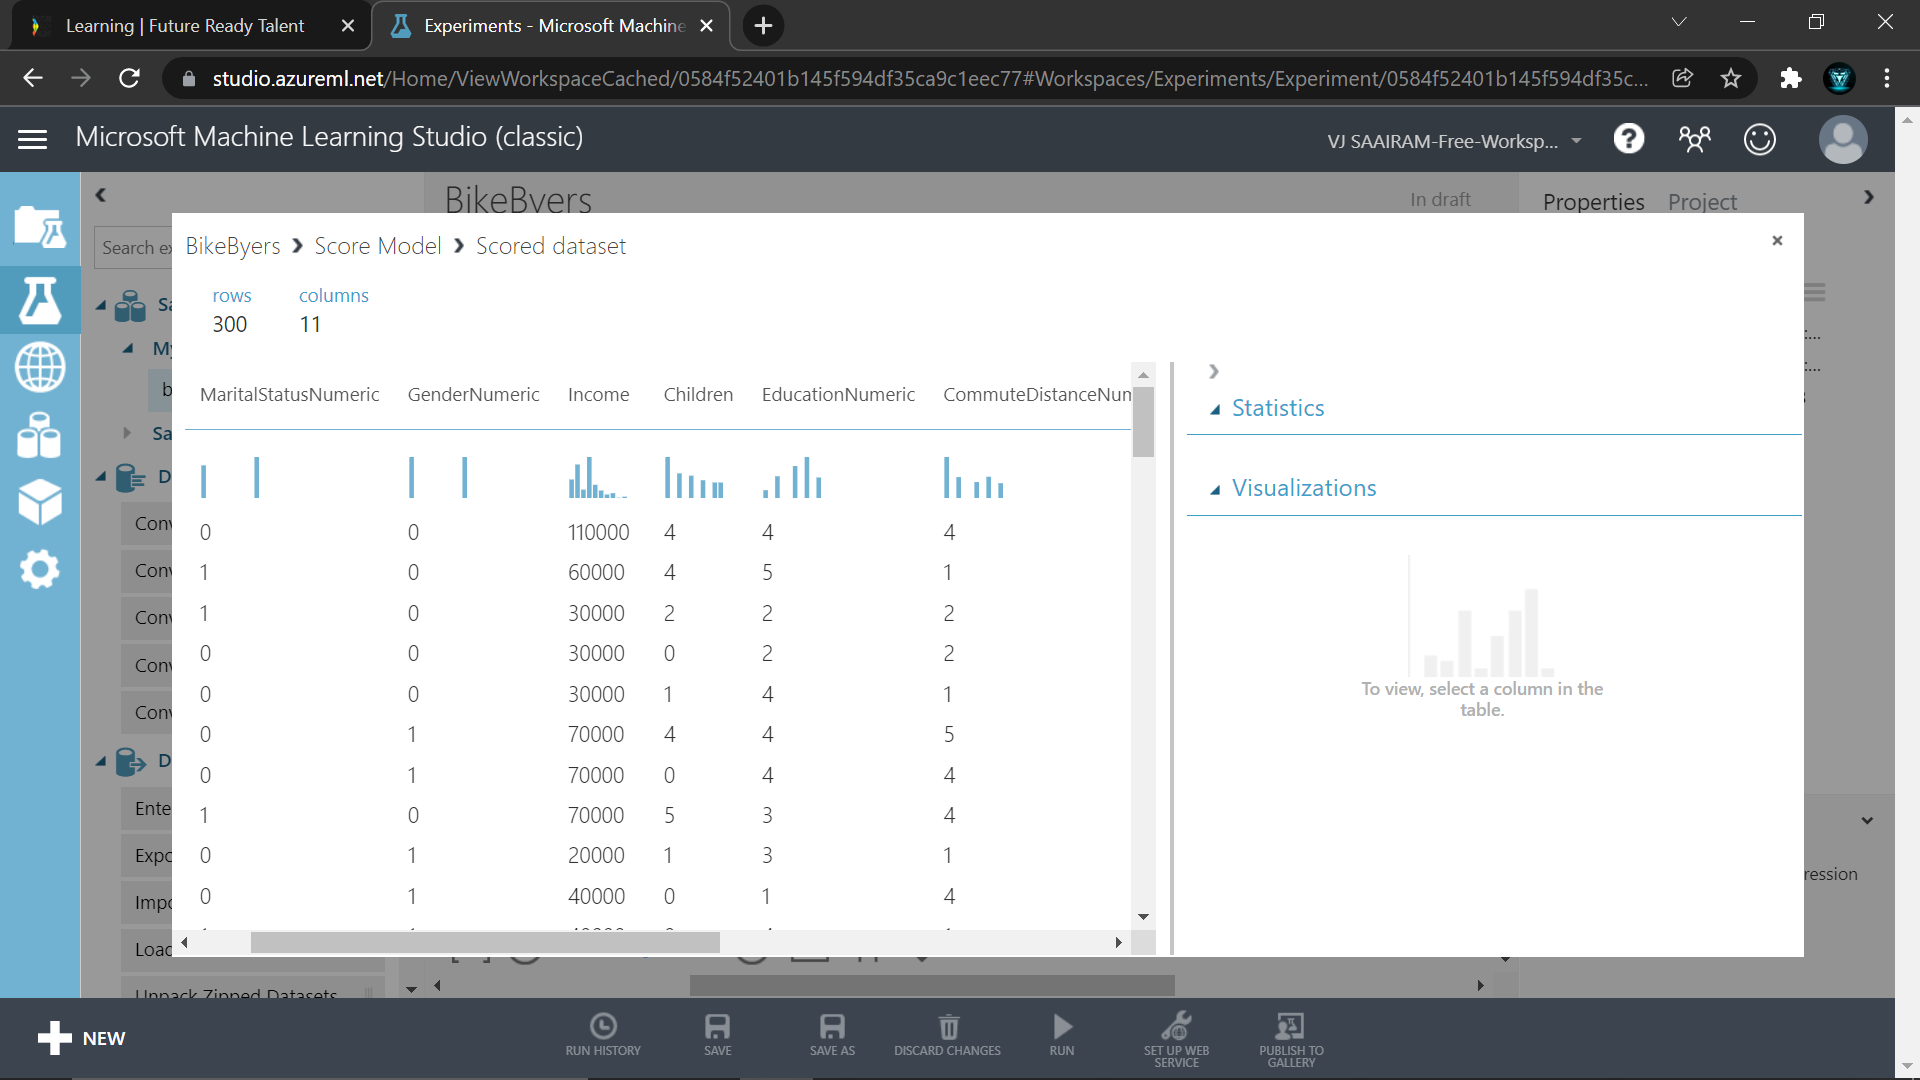 Learning | Future Ready Talent
Experiments - Microsoft Machine
studio.azureml.net/Home/ViewWorkspaceCached/0584f52401b145f594df35ca9c1eec77#Workspaces/Experiments/Experiment/0584f52401b145f594df35c...
Microsoft Machine Learning Studio (classic)
VJ SAAIRAM-Free-Worksp...
BikeByers
In draft
Properties Project
Search ex
BikeByers > Score Model > Scored dataset
rows columns
300 11
MaritalStatusNumeric GenderNumeric Income Children EducationNumeric CommuteDistanceNum
Statistics
Visualizations
0 0 110000 4 4 4
1 0 60000 4 5 1
1 0 30000 2 2 2
0 0 30000 0 2 2
0 0 30000 1 4 1
0 1 70000 4 4 5
0 1 70000 0 4 4
1 0 70000 5 3 4
0 1 20000 1 3 1
0 1 40000 0 1 4
To view, select a column in the
table.
Sa
My
b
Sa
D
Conv
Conv
Conv
Conv
Conv
D
Ente
Expo
Impo
Load
Unpack Zipped Datasets
ression
NEW
RUN HISTORY
SAVE
SAVE AS
DISCARD CHANGES
RUN
SET UP WEB
SERVICE
PUBLISH TO
GALLERY